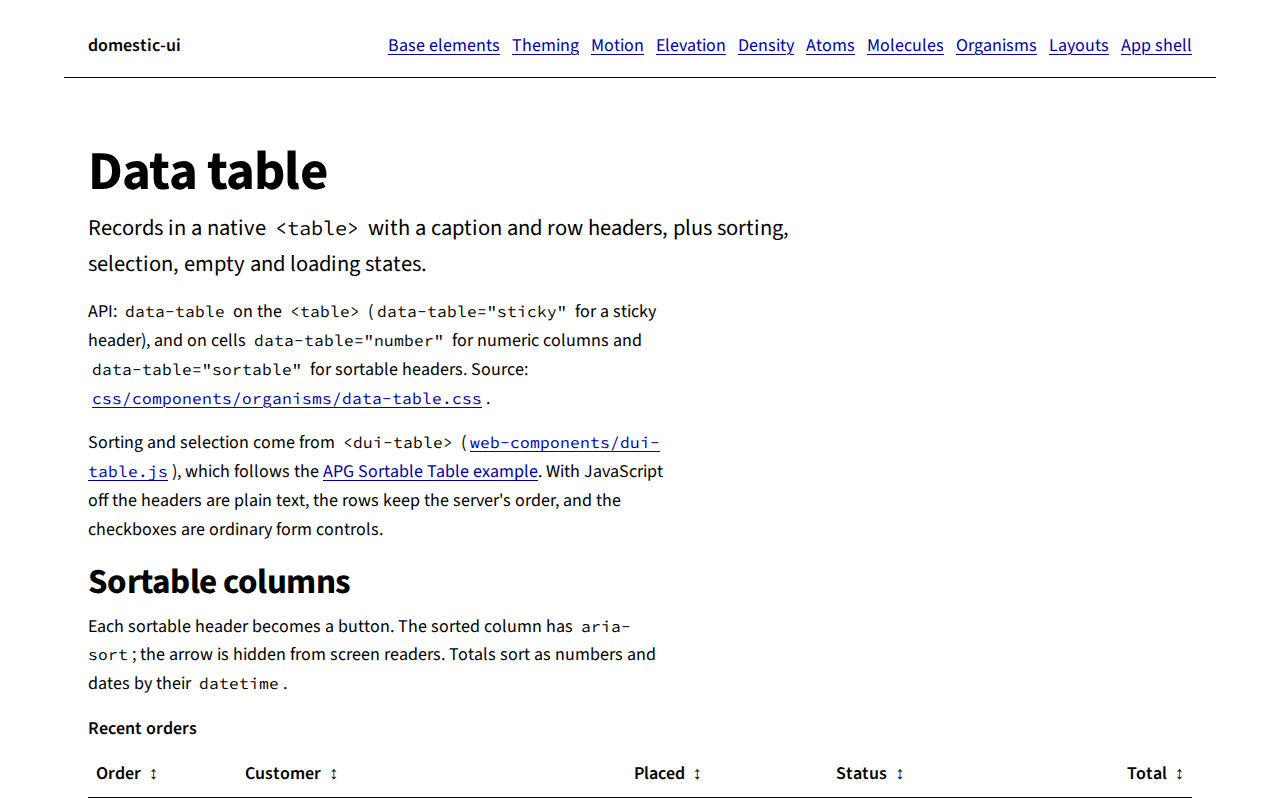 domestic-ui
Base elements Theming Motion Elevation Density Atoms Molecules Organisms Layouts App shell
Data table
Records in a native <table> with a caption and row headers, plus sorting,
selection, empty and loading states.
API: data-table on the <table> (data-table="sticky" for a sticky
header), and on cells data-table="number" for numeric columns and
data-table="sortable" for sortable headers. Source:
css/components/organisms/data-table.css.
Sorting and selection come from <dui-table> (web-components/dui-
table.js), which follows the APG Sortable Table example. With JavaScript
off the headers are plain text, the rows keep the server's order, and the
checkboxes are ordinary form controls.
Sortable columns
Each sortable header becomes a button. The sorted column has aria-
sort; the arrow is hidden from screen readers. Totals sort as numbers and
dates by their datetime.
Recent orders
Order ↕ Customer ↕ Placed ↕ Status ↕ Total ↕